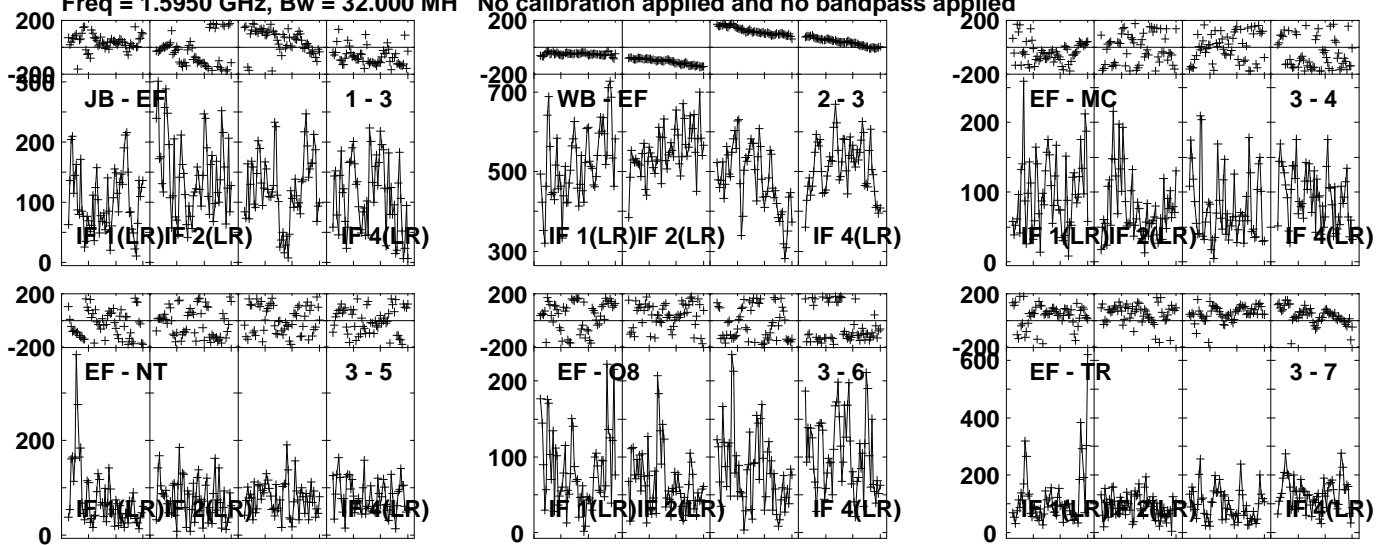 Freq = 1.5950 GHz, Bw = 32.000 MH No calibration applied and no bandpass applied
200
-200
300
200
100
0
JB - EF
1 - 3
IF 1(LR)
IF 2(LR)
IF 4(LR)
200
-200
700
500
300
WB - EF
2 - 3
IF 1(LR)
IF 2(LR)
IF 4(LR)
200
-200
200
100
0
EF - MC
3 - 4
IF 1(LR)
IF 2(LR)
IF 4(LR)
200
-200
200
0
EF - NT
3 - 5
IF 1(LR)
IF 2(LR)
IF 4(LR)
200
-200
200
100
0
EF - O8
3 - 6
IF 1(LR)
IF 2(LR)
IF 4(LR)
200
-200
600
400
200
0
EF - TR
3 - 7
IF 1(LR)
IF 2(LR)
IF 4(LR)